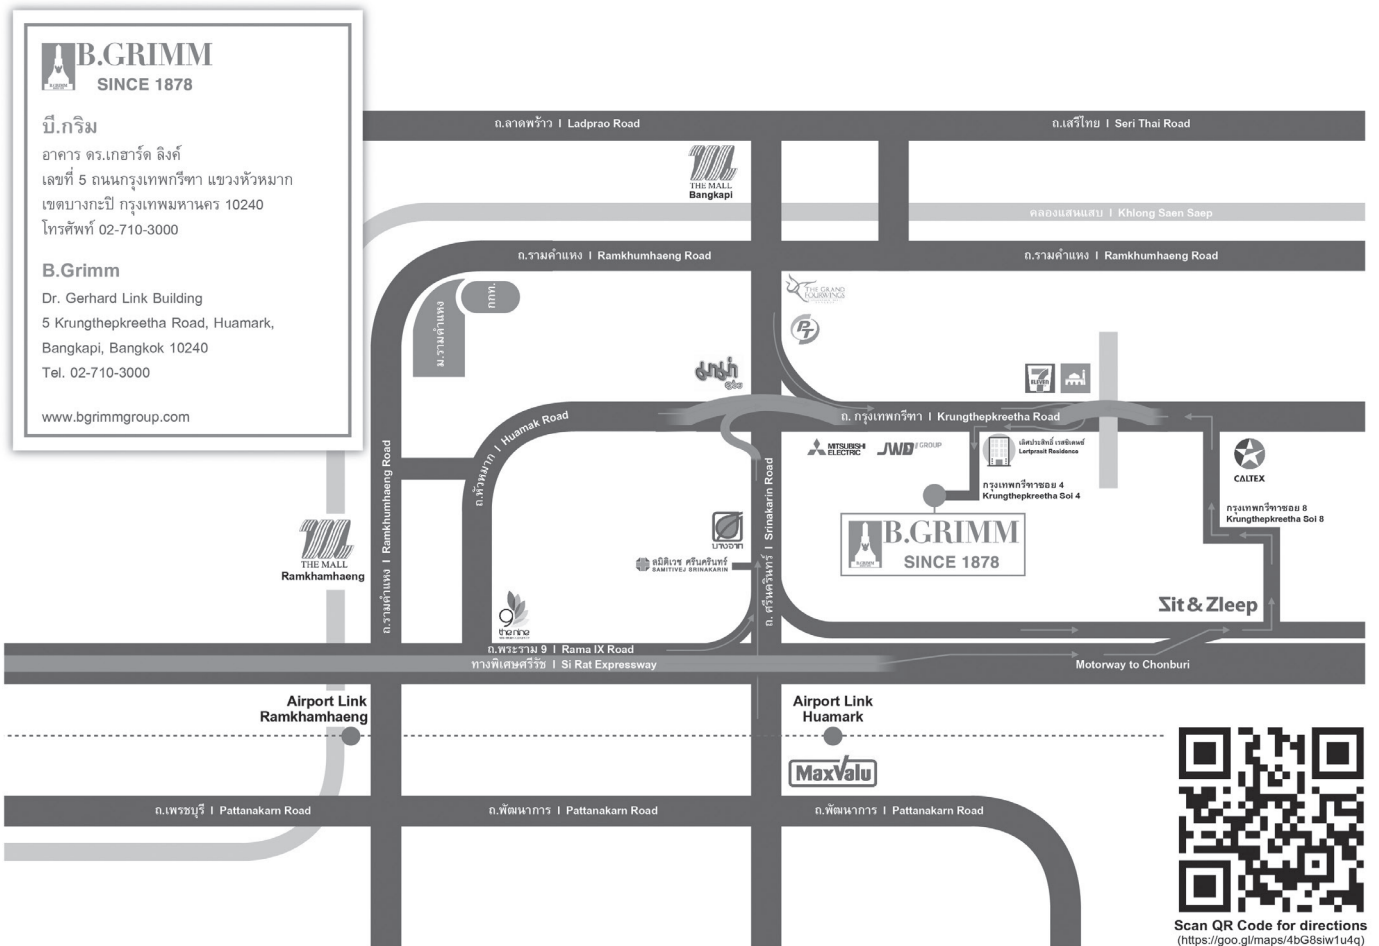 B.GRIMM
SINCE 1878
บี.กริม
อาคาร ดร.เกฮาร์ด ลิงค์
เลขที่ 5 ถนนกรุงเทพกรีฑา แขวงหัวหมาก
เขตบางกะปิ กรุงเทพมหานคร 10240
โทรศัพท์ 02-710-3000
B.Grimm
Dr. Gerhard Link Building
5 Krungthepkreetha Road, Huamark,
Bangkapi, Bangkok 10240
Tel. 02-710-3000
www.bgrimmgroup.com
ถ.ลาดพร้าว I Ladprao Road
ถ.เสรีไทย I Seri Thai Road
THE MALL
Bangkapi
คลองแสนแสบ I Khlong Saen Saep
ถ.รามคำแหง I Ramkhumhaeng Road
ถ.รามคำแหง I Ramkhumhaeng Road
ม.รามคำแหง
กกท.
THE GRAND
FOURWINGS
PT
7
ELEVEN
ถ.หัวหมาก I Huamak Road
ถ. กรุงเทพกรีฑา I Krungthepkreetha Road
MITSUBISHI
ELECTRIC
JWD GROUP
เลิศประสิทธิ์ เรสซิเดนซ์
Lertprasit Residence
กรุงเทพกรีฑาซอย 4
Krungthepkreetha Soi 4
CALTEX
กรุงเทพกรีฑาซอย 8
Krungthepkreetha Soi 8
B.GRIMM
SINCE 1878
ถ.รามคำแหง I Ramkhumhaeng Road
ถ. ศรีนครินทร์ I Srinakarin Road
บางจาก
สมิติเวช ศรีนครินทร์
SAMITIVEJ SRINAKARIN
THE MALL
Ramkhamhaeng
9
the nine
Zit & Zleep
ถ.พระราม 9 I Rama IX Road
ทางพิเศษศรีรัช I Si Rat Expressway
Motorway to Chonburi
Airport Link
Ramkhamhaeng
Airport Link
Huamark
MaxValu
ถ.เพรชบุรี I Pattanakarn Road
ถ.พัฒนาการ I Pattanakarn Road
ถ.พัฒนาการ I Pattanakarn Road
Scan QR Code for directions
(https://goo.gl/maps/4bG8siw1u4q)